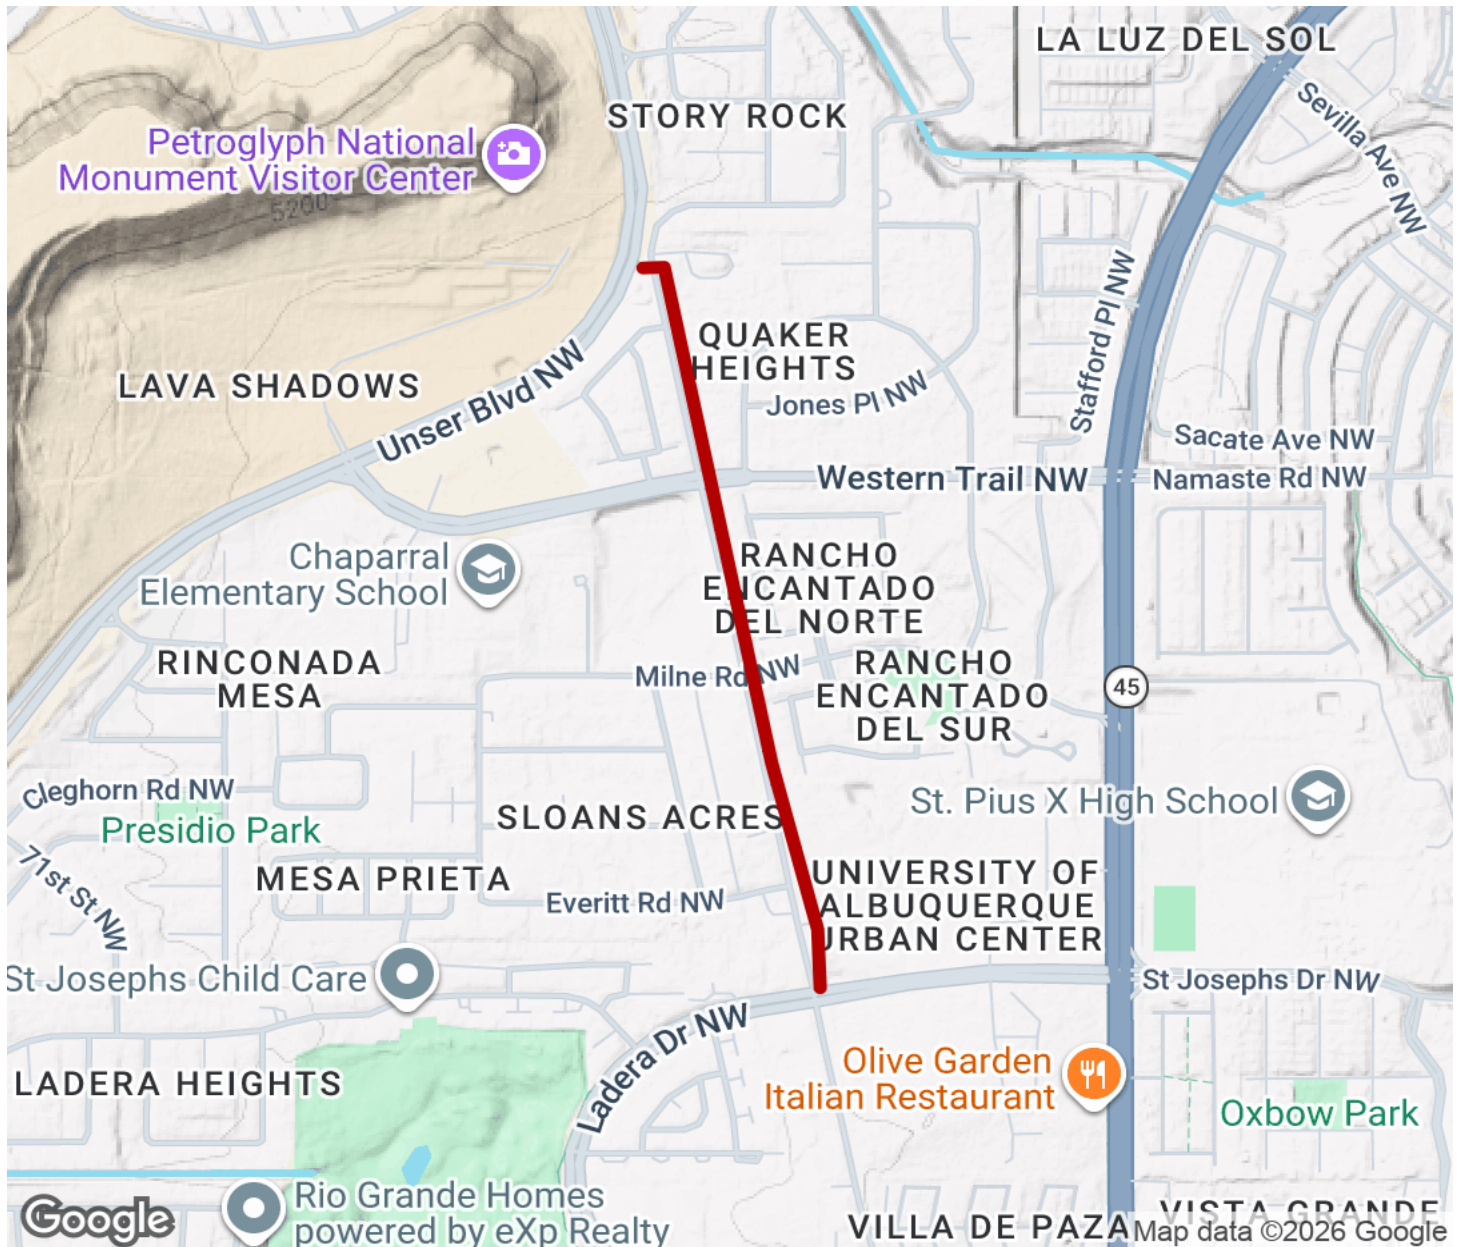 LA LUZ DEL SOL
Sevilla Ave NW
STORY ROCK
Petroglyph National
Monument Visitor Center
5200
Stafford Pl NW
QUAKER
HEIGHTS
Jones Pl NW
LAVA SHADOWS
Unser Blvd NW
Sacate Ave NW
Western Trail NW
Namaste Rd NW
Chaparral
Elementary School
RANCHO
ENCANTADO
DEL NORTE
RINCONADA
MESA
Milne Rd NW
RANCHO
ENCANTADO
DEL SUR
45
Cleghorn Rd NW
Presidio Park
SLOANS ACRES
St. Pius X High School
71st St NW
MESA PRIETA
Everitt Rd NW
UNIVERSITY OF
ALBUQUERQUE
URBAN CENTER
St Josephs Child Care
St Josephs Dr NW
Ladera Dr NW
LADERA HEIGHTS
Olive Garden
Italian Restaurant
Oxbow Park
Rio Grande Homes
powered by eXp Realty
Google
VILLA DE PAZA
VISTA GRANDE
Map data ©2026 Google